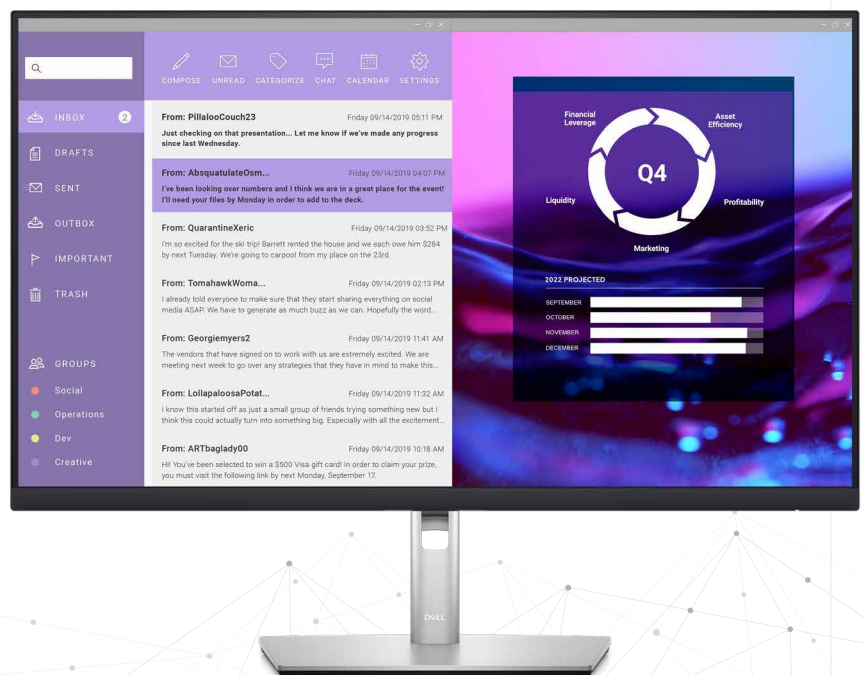 COMPOSE UNREAD CATEGORIZE CHAT CALENDAR SETTINGS
INBOX 2
DRAFTS
SENT
OUTBOX
IMPORTANT
TRASH
GROUPS
Social
Operations
Dev
Creative
From: PillalooCouch23 Friday 09/14/2019 05:11 PM
Just checking on that presentation... Let me know if we've made any progress
since last Wednesday.
From: AbsquatulateOsm... Friday 09/14/2019 04:07 PM
I've been looking over numbers and I think we are in a great place for the event!
I'll need your files by Monday in order to add to the deck.
From: QuarantineXeric Friday 09/14/2019 03:52 PM
I'm so excited for the ski trip! Barrett rented the house and we each owe him $284
by next Tuesday. We're going to carpool from my place on the 23rd.
From: TomahawkWoma... Friday 09/14/2019 02:13 PM
I already told everyone to make sure that they start sharing everything on social
media ASAP. We have to generate as much buzz as we can. Hopefully the word...
From: Georgiemyers2 Friday 09/14/2019 11:41 AM
The vendors that have signed on to work with us are extremely excited. We are
meeting next week to go over any strategies that they have in mind to make this...
From: LollapaloosaPotat... Friday 09/14/2019 11:32 AM
I know this started off as just a small group of friends trying something new but I
think this could actually turn into something big. Especially with all the excitement...
From: ARTbaglady00 Friday 09/14/2019 10:18 AM
Hi! You've been selected to win a $500 Visa gift card! In order to claim your prize,
you must visit the following link by next Monday, September 17.
Financial
Leverage
Asset
Efficiency
Q4
Liquidity
Profitability
Marketing
2022 PROJECTED
SEPTEMBER
OCTOBER
NOVEMBER
DECEMBER
DELL